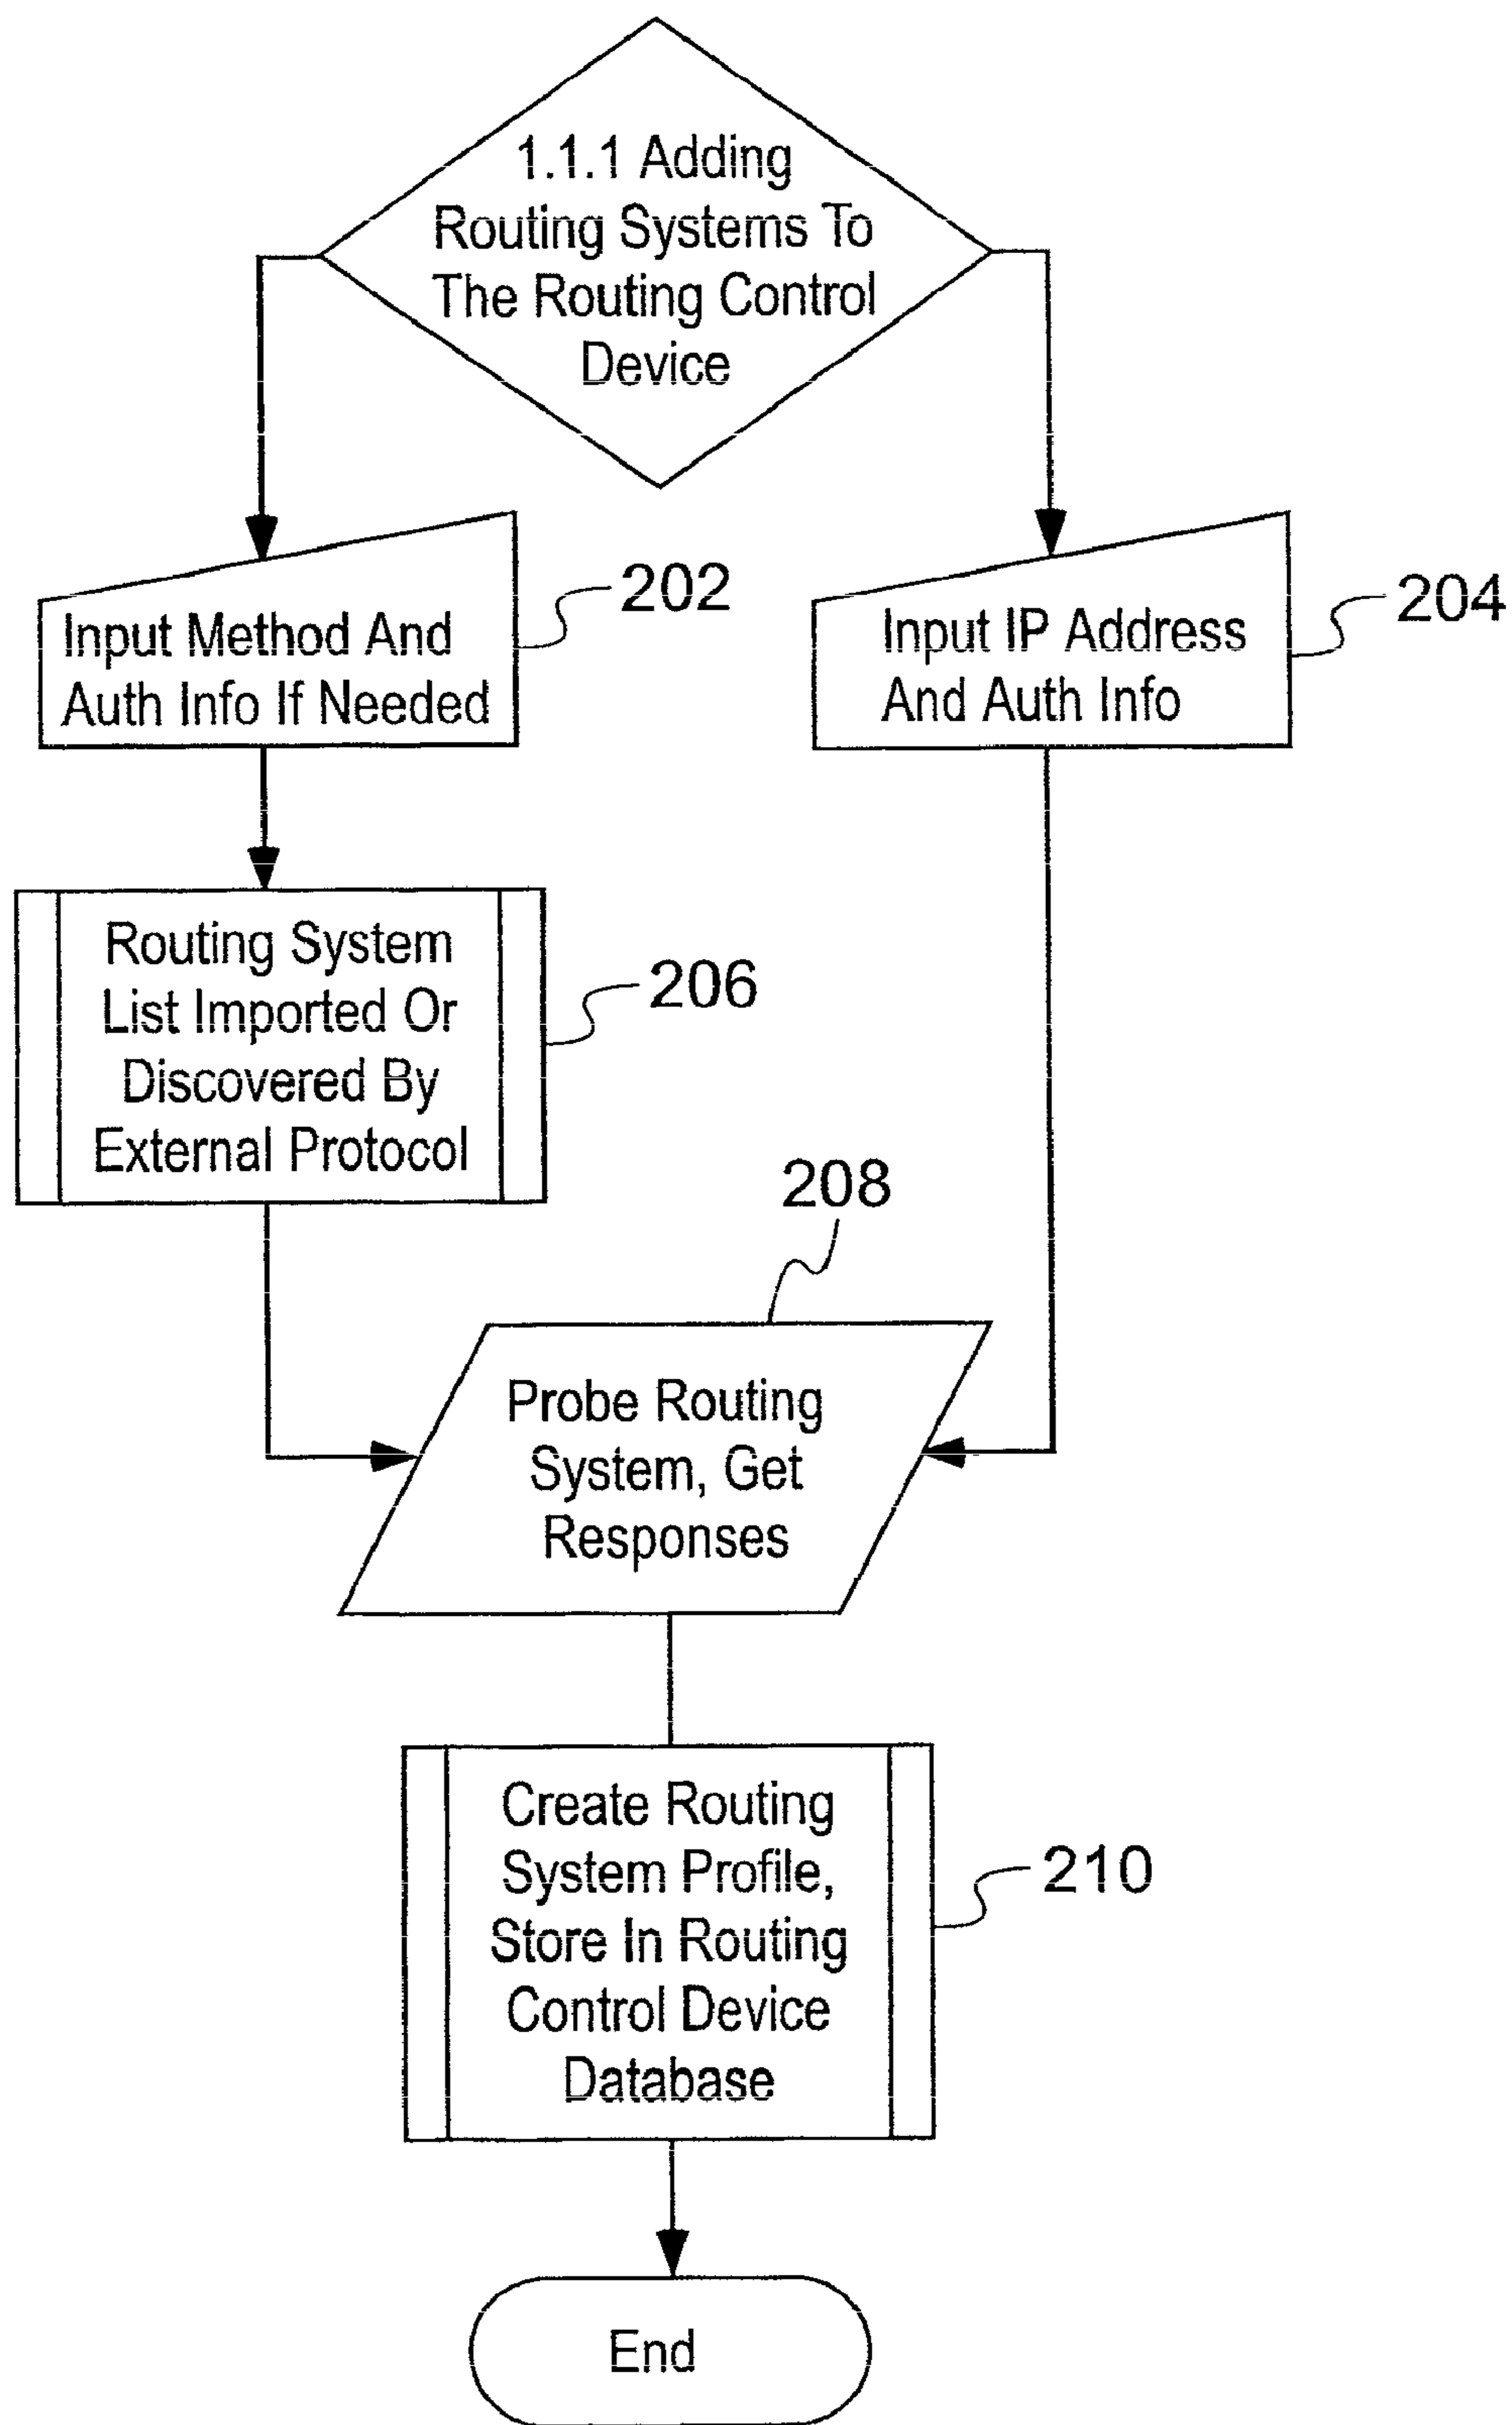 1.1.1 Adding
Routing Systems To
The Routing Control
Device
Input Method And
Auth Info If Needed
202
Input IP Address
And Auth Info
204
Routing System
List Imported Or
Discovered By
External Protocol
206
208
Probe Routing
System, Get
Responses
Create Routing
System Profile,
Store In Routing
Control Device
Database
210
End